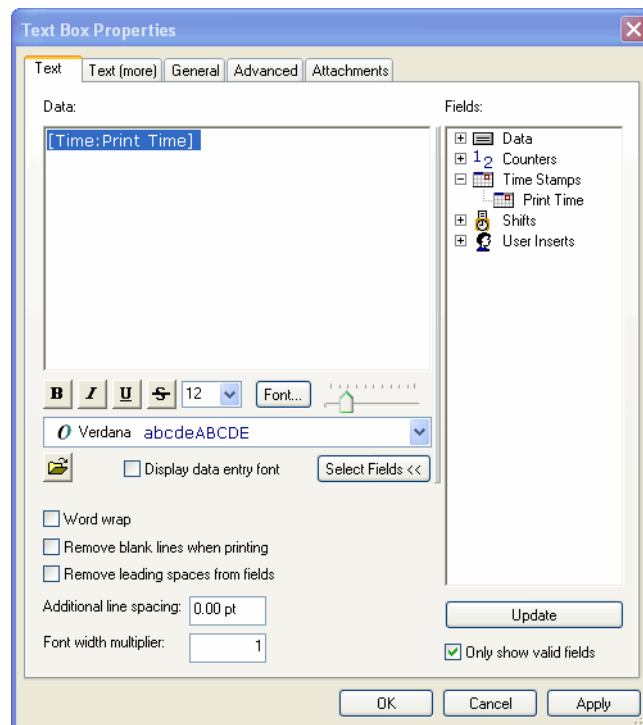 Text Box Properties
Text Text (more) General Advanced Attachments
Data: Fields:
[Time:Print Time]
Data
12 Counters
Time Stamps
Print Time
Shifts
User Inserts
B I U S 12 Font...
O Verdana abcdeABCDE
Display data entry font Select Fields <<
Word wrap
Remove blank lines when printing
Remove leading spaces from fields
Additional line spacing: 0.00 pt
Update
Font width multiplier: 1
Only show valid fields
OK Cancel Apply